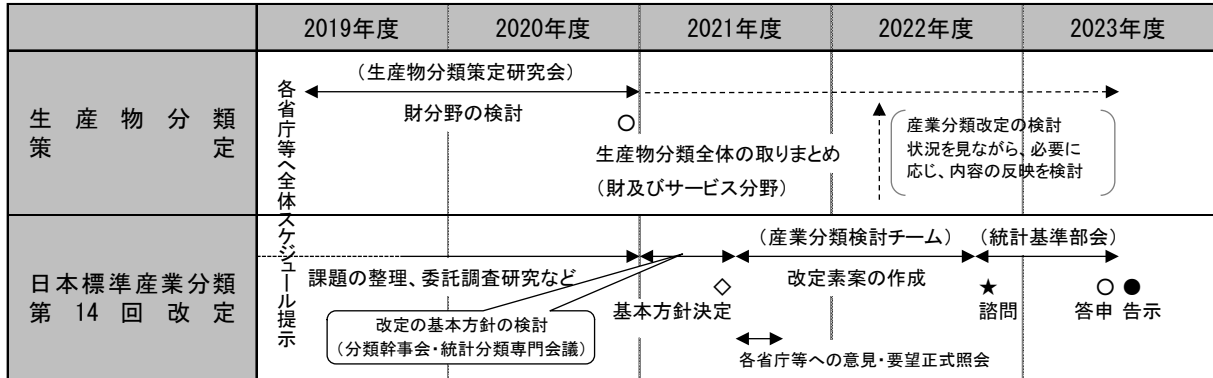 2019年度 2020年度 2021年度 2022年度 2023年度
生産物分類
策定
各省庁等へ全体スケジュール提示
（生産物分類策定研究会）
財分野の検討
○
生産物分類全体の取りまとめ
（財及びサービス分野）
産業分類改定の検討
状況を見ながら、必要に
応じ、内容の反映を検討
日本標準産業分類
第14回改定
課題の整理、委託調査研究など
改定の基本方針の検討
（分類幹事会・統計分類専門会議）
◇
基本方針決定
（産業分類検討チーム）
改定素案の作成
各省庁等への意見・要望正式照会
（統計基準部会）
★ ○ ●
諮問 答申 告示